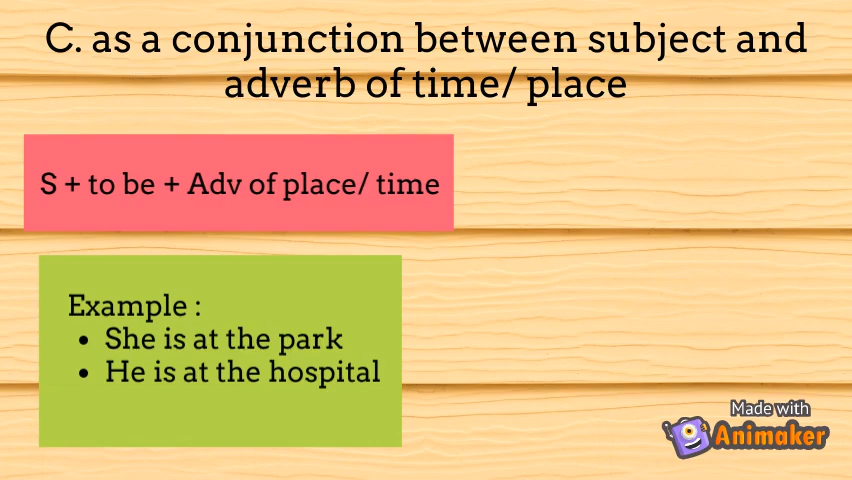 C. as a conjunction between subject and
adverb of time/ place
S + to be + Adv of place/ time
Example :
• She is at the park
• He is at the hospital
Made with
Animaker